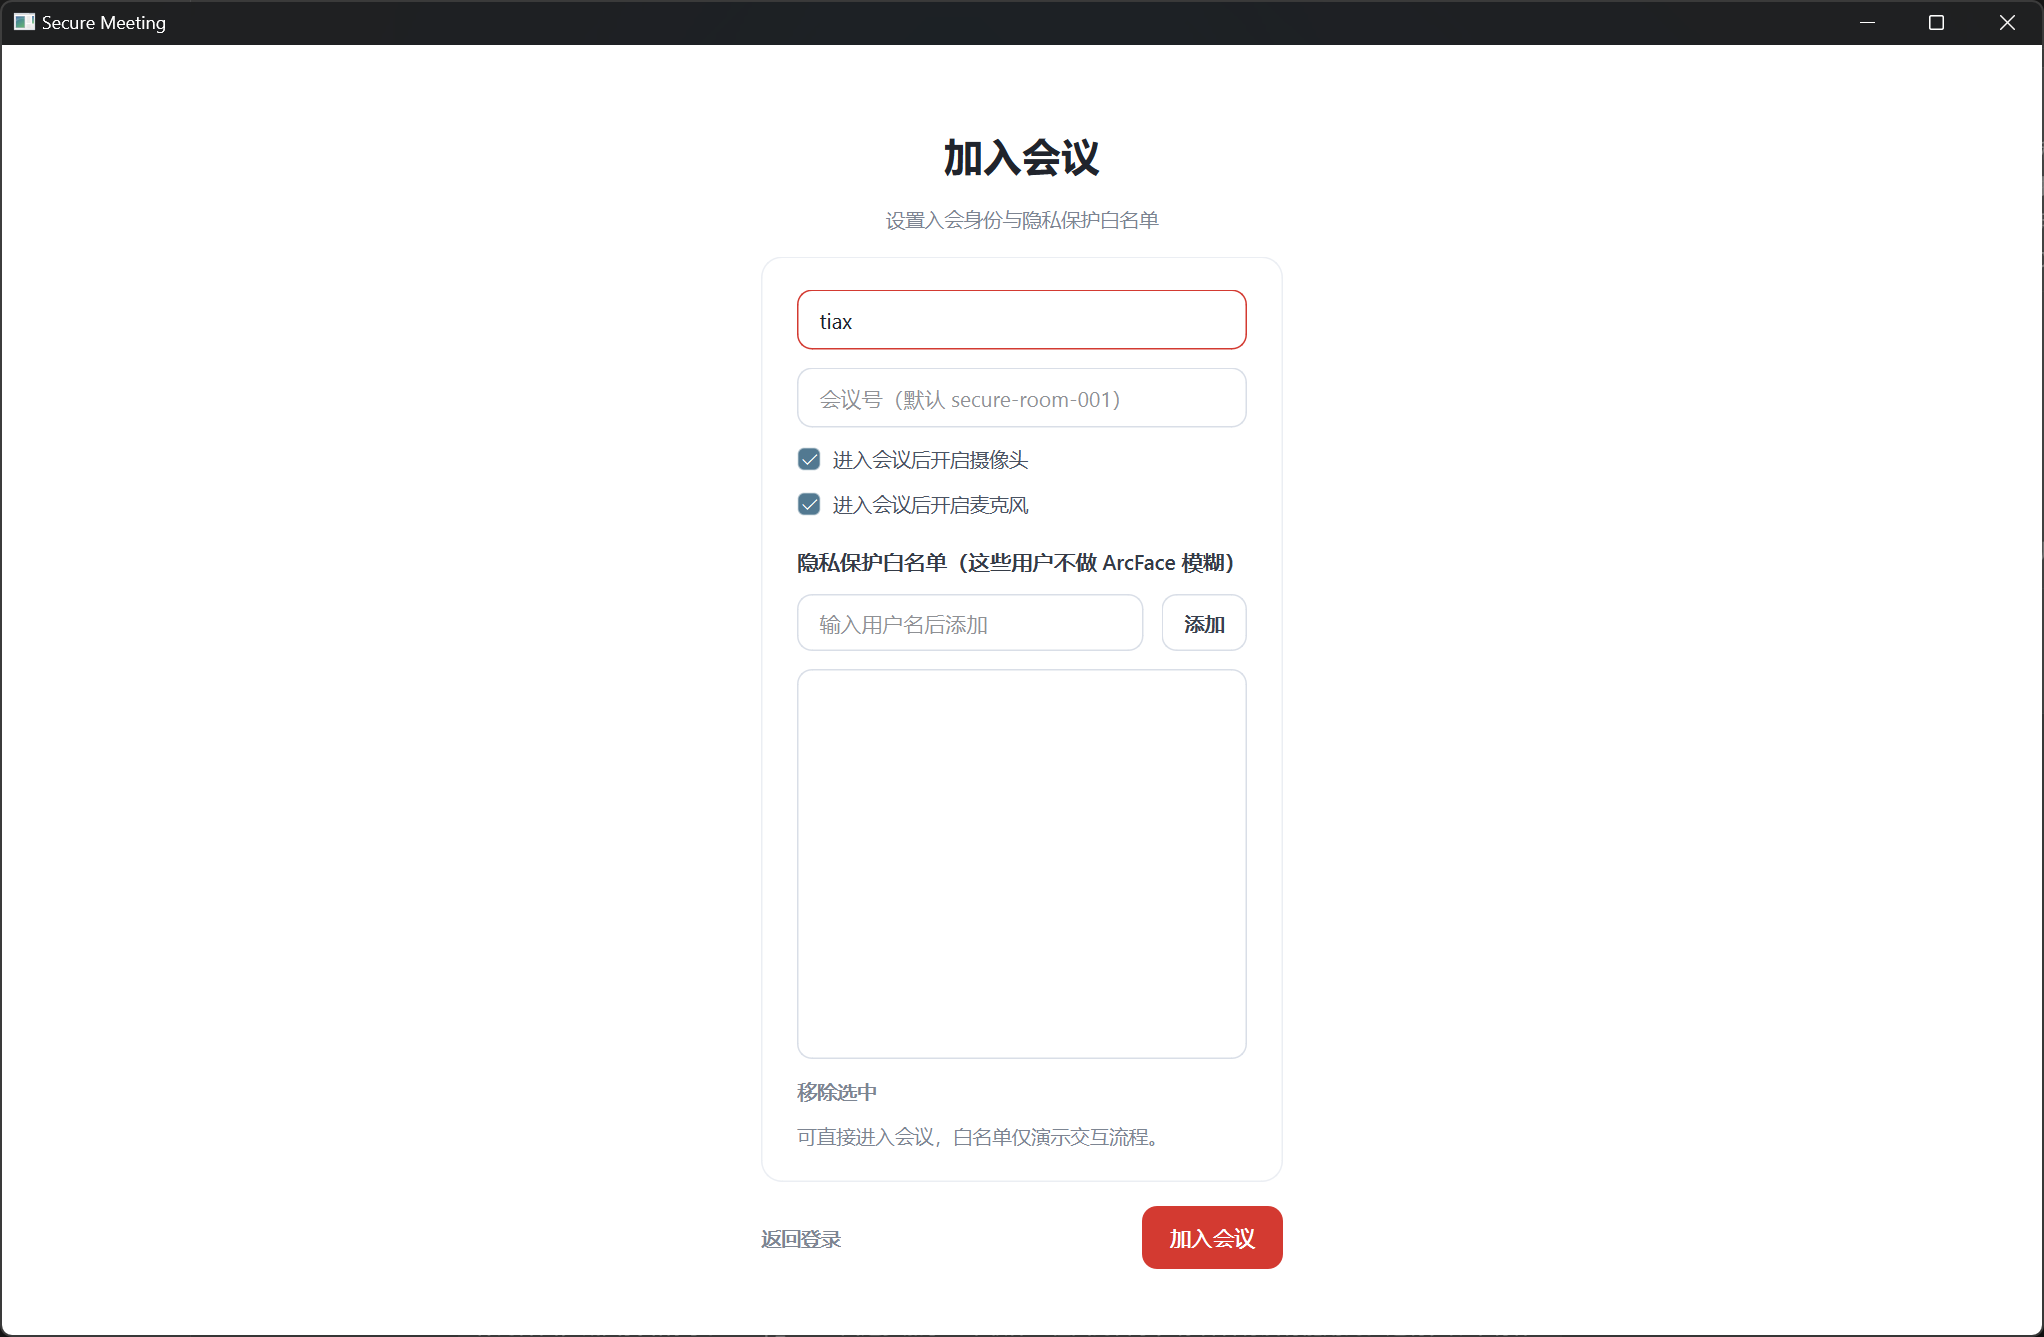 Secure Meeting
加入会议
设置入会身份与隐私保护白名单
tiax
会议号（默认 secure-room-001）
进入会议后开启摄像头
进入会议后开启麦克风
隐私保护白名单（这些用户不做 ArcFace 模糊）
输入用户名后添加
添加
移除选中
可直接进入会议，白名单仅演示交互流程。
返回登录
加入会议